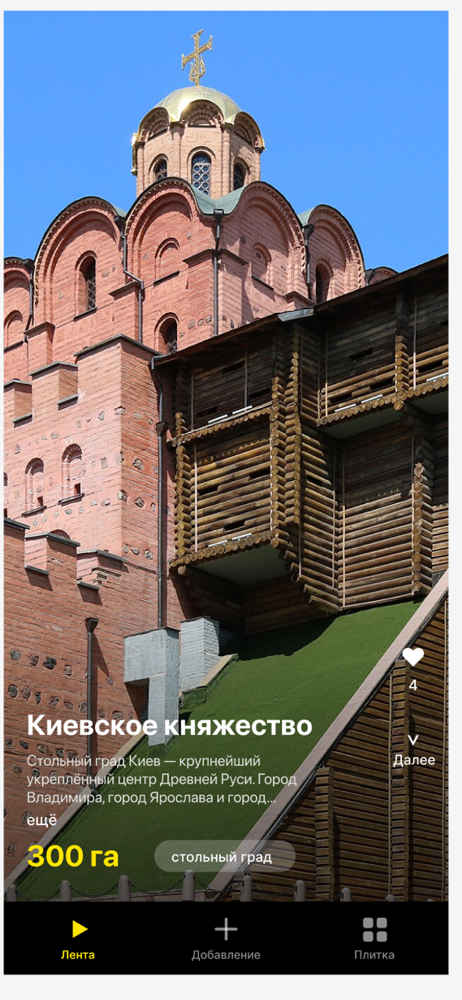 4
Киевское княжество
Далее
Стольный град Киев — крупнейший
укреплённый центр Древней Руси. Город
Владимира, город Ярослава и город...
ещё
300 га
стольный град
Лента
Добавление
Плитка